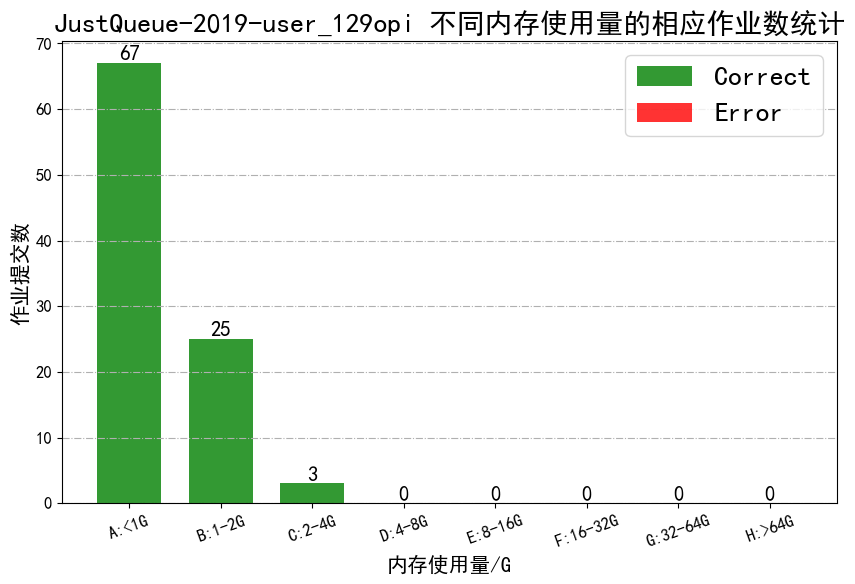 JustQueue-2019-user_129opi 不同内存使用量的相应作业数统计
Correct
Error
作业提交数
70
60
50
40
30
20
10
0
67
25
3
0
0
0
0
0
A:<1G
B:1-2G
C:2-4G
D:4-8G
E:8-16G
F:16-32G
G:32-64G
H:>64G
内存使用量/G